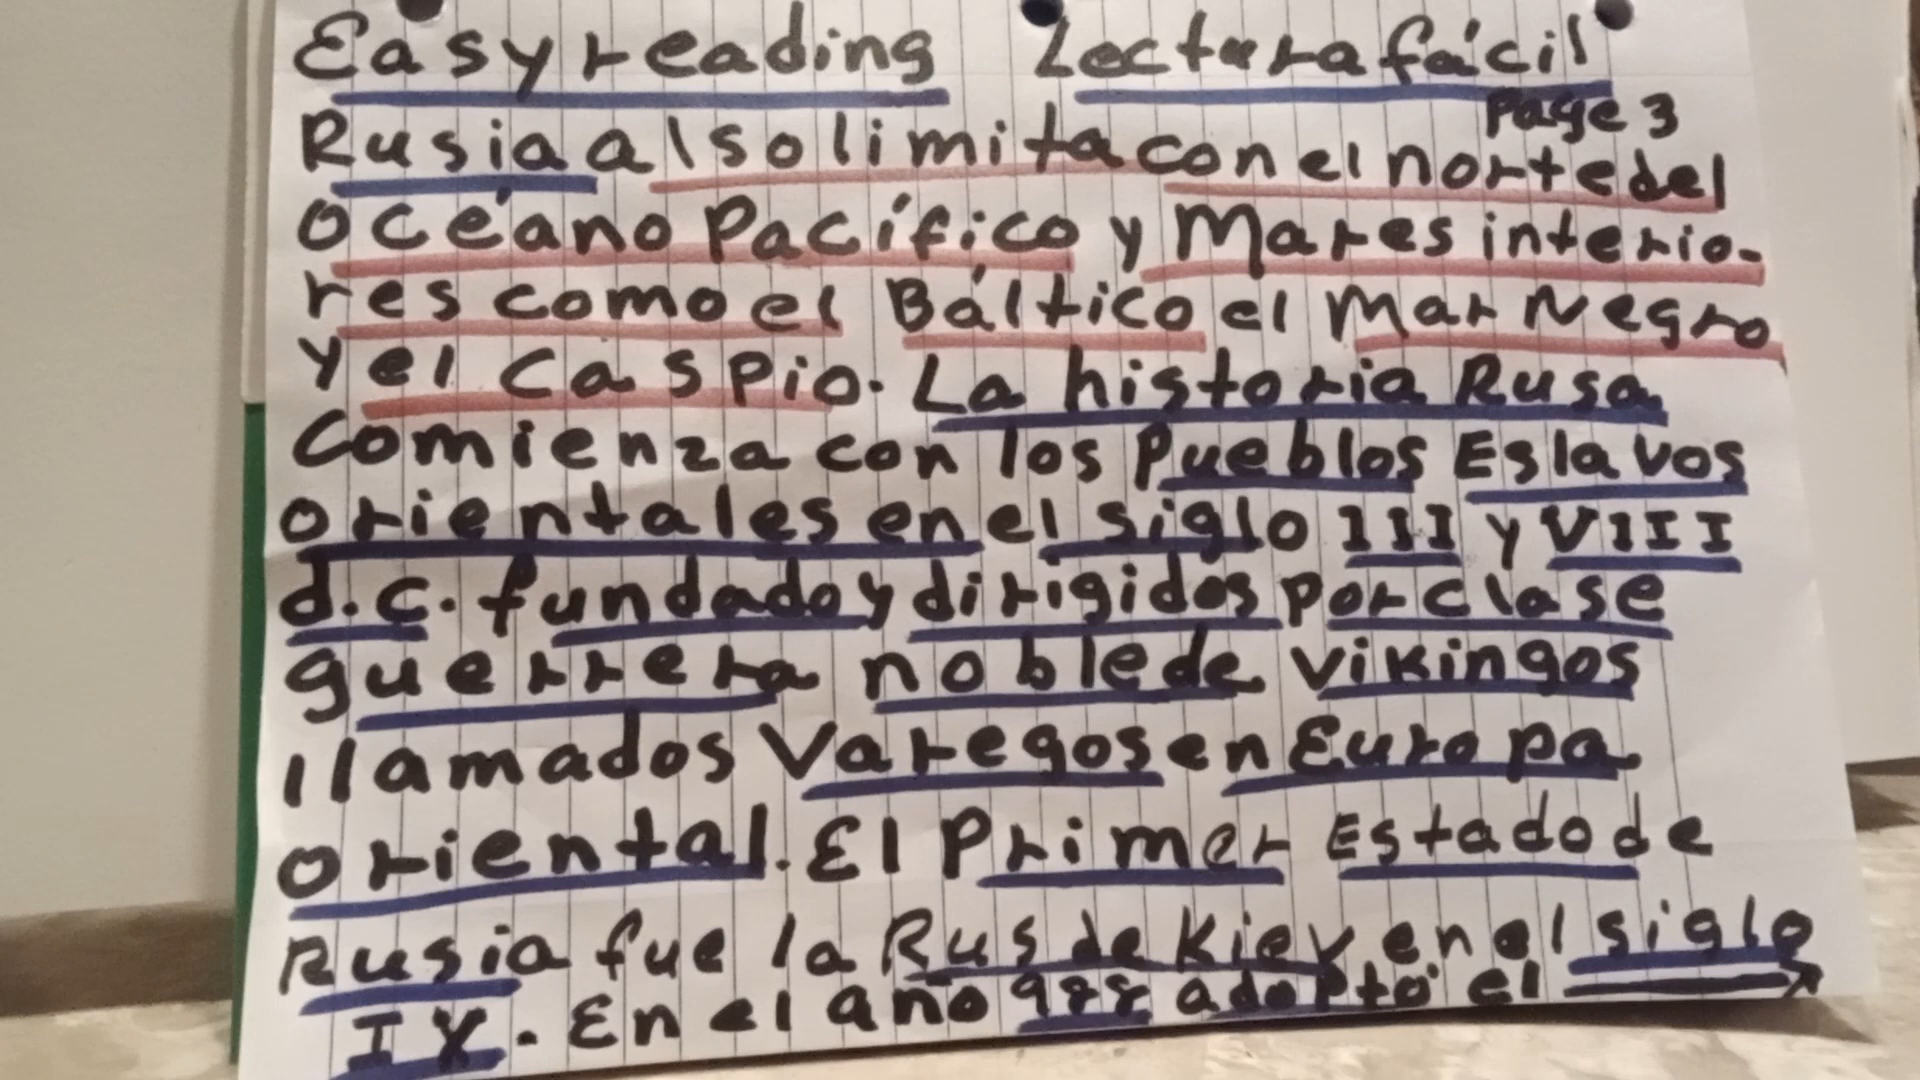 Easy reading Lectura fácil
Page 3
Rusia also limita con el norte del
océano Pacífico y Mares interio-
res como el Báltico el Mar Negro
y el Caspio. La historia Rusa
Comienza con los Pueblos Eslavos
orientales en el siglo III y VIII
d.c. fundado y dirigidos por clase
guerrera noble de vikingos
llamados Varegos en Europa
oriental. El Primer Estado de
Rusia fue la Rus de Kiev en el siglo
IX. En el año 988 adoptó el